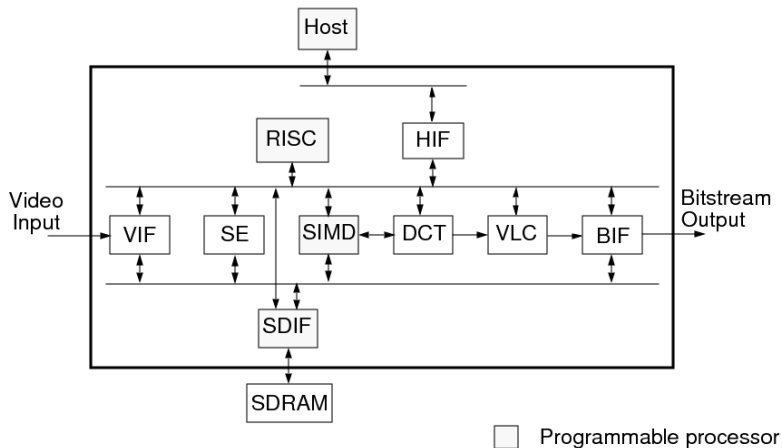 Host
RISC
HIF
Video
Input
Bitstream
Output
VIF
SE
SIMD
DCT
VLC
BIF
SDIF
SDRAM
Programmable processor